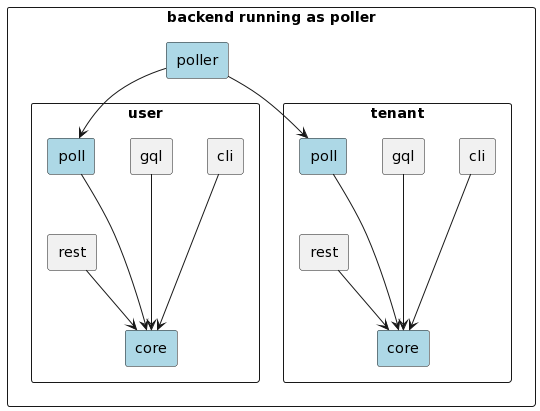 backend running as poller
poller
user
poll
gql
cli
rest
core
tenant
poll
gql
cli
rest
core